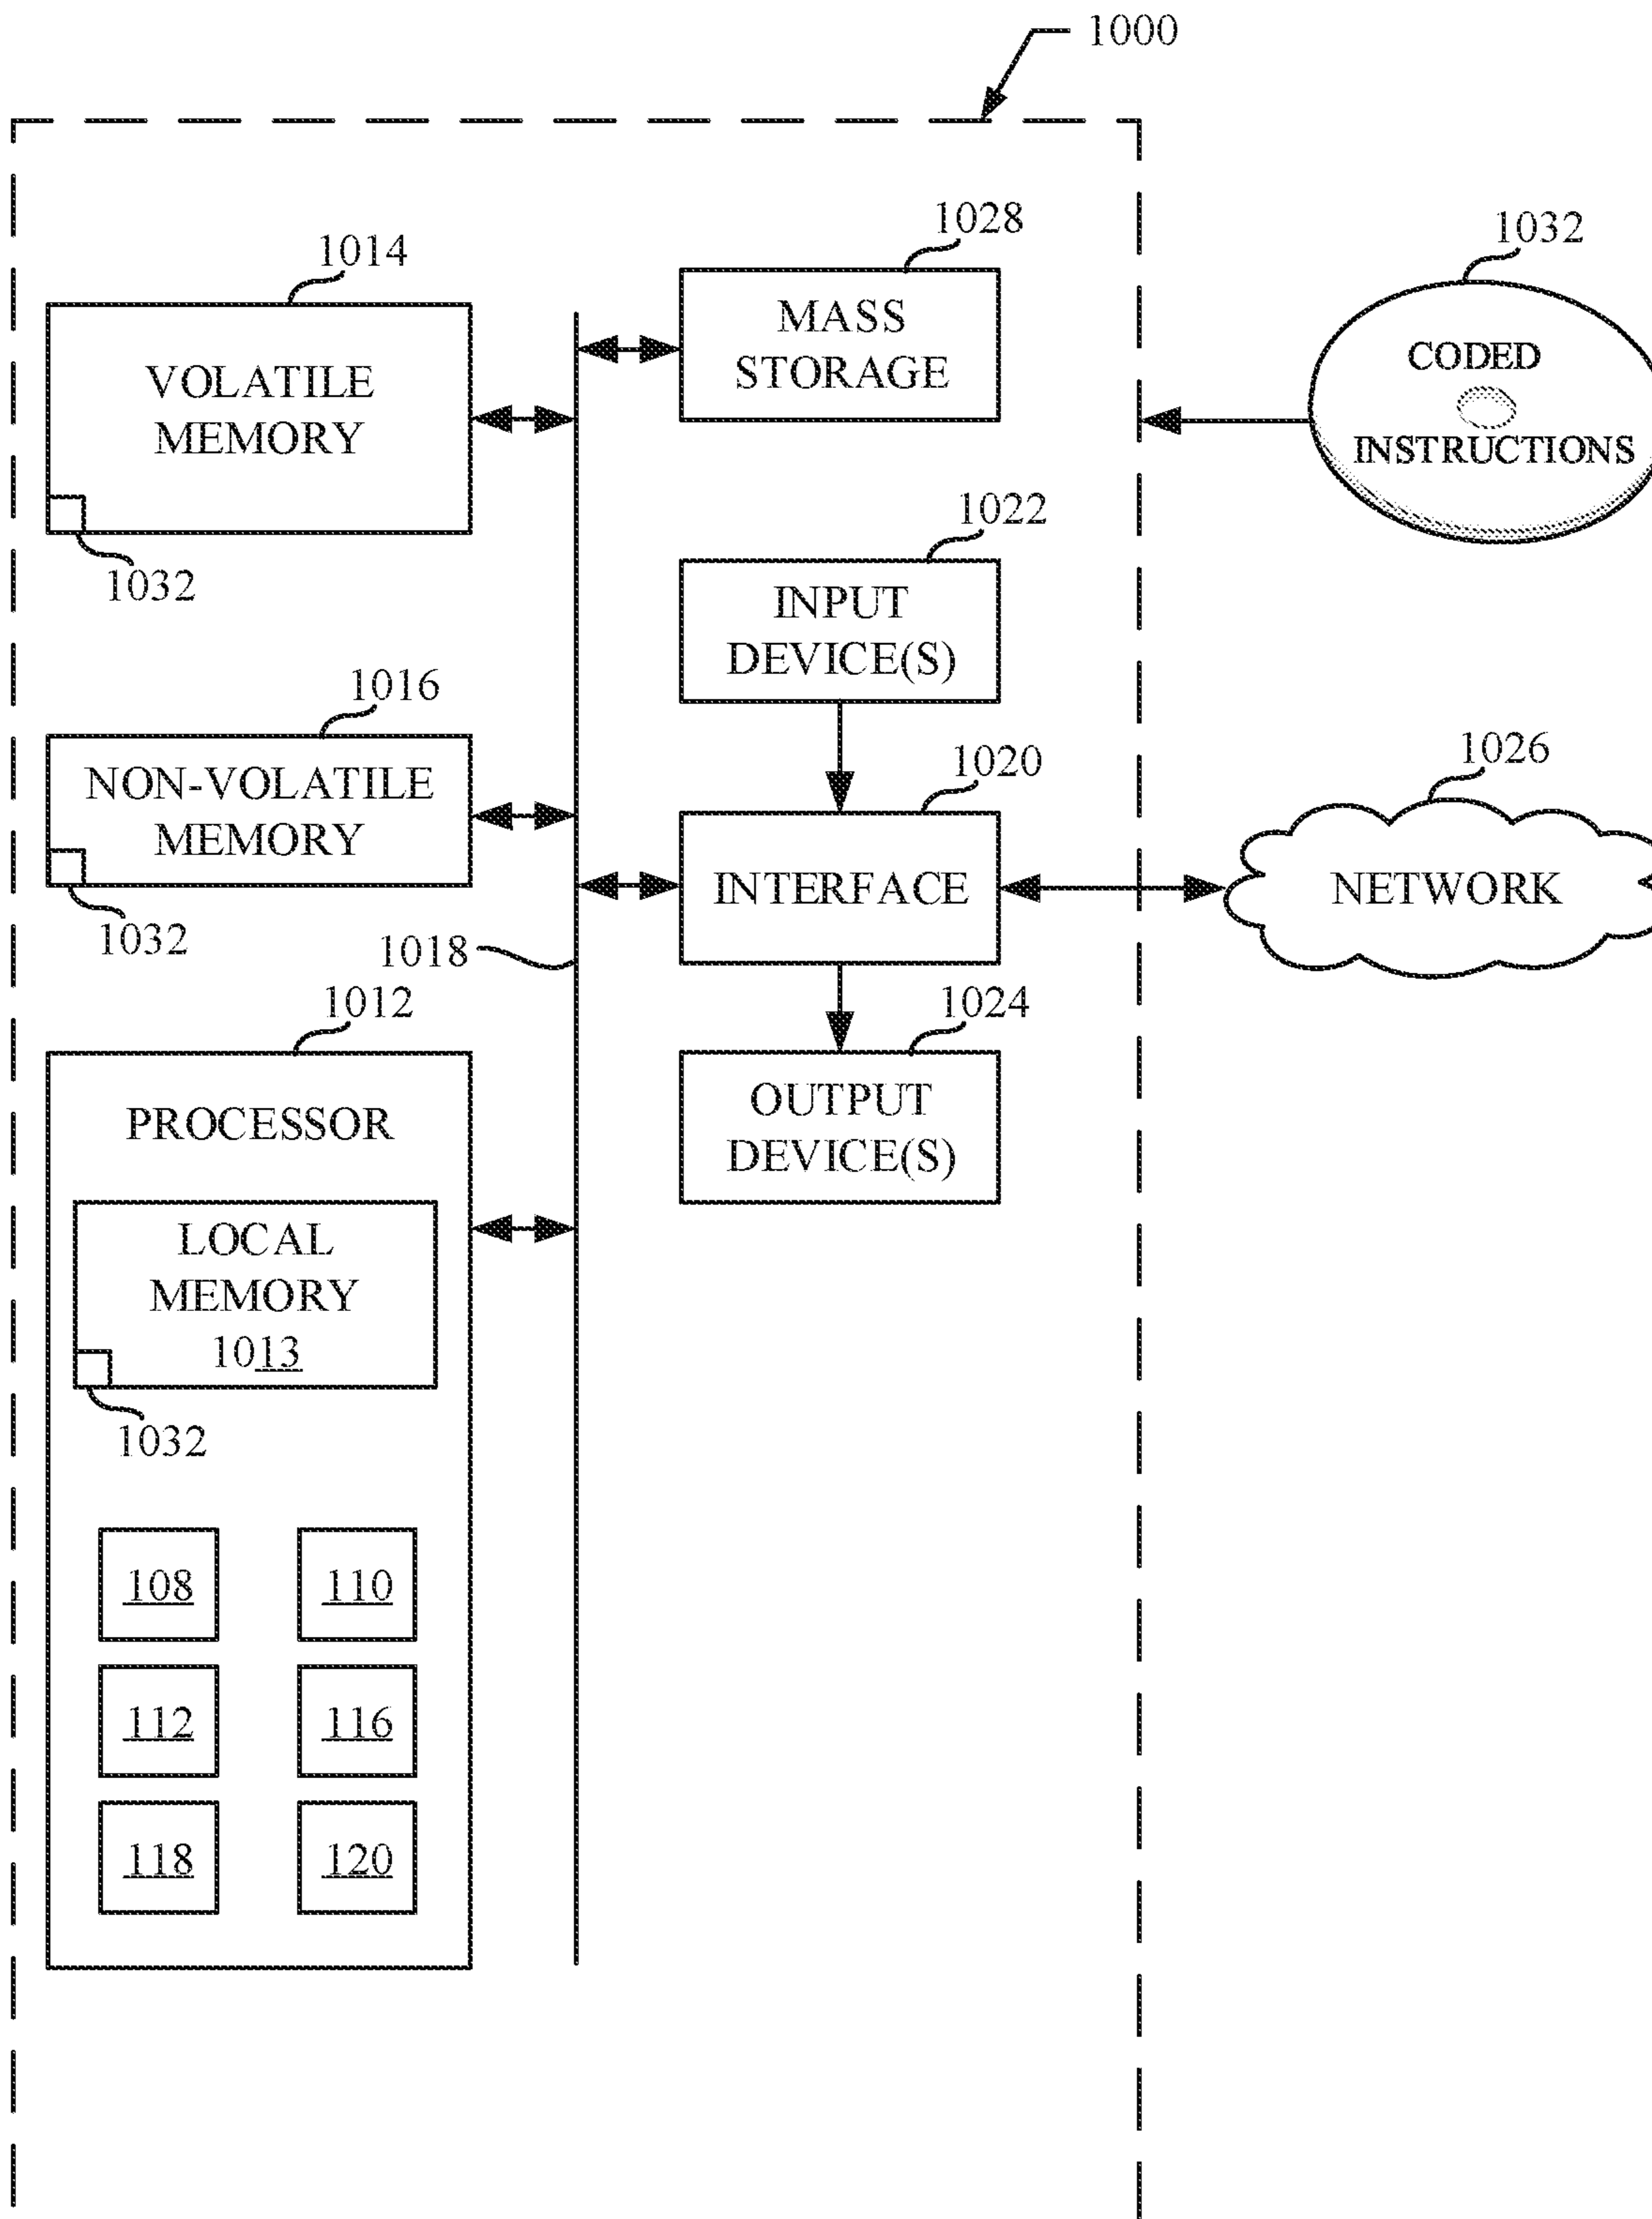 1000
1028
1014
1032
MASS
STORAGE
VOLATILE
MEMORY
CODED
INSTRUCTIONS
1032
1022
INPUT
DEVICE(S)
1016
NON-VOLATILE
MEMORY
1032
1020
1026
INTERFACE
NETWORK
1018
1012
1024
PROCESSOR
OUTPUT
DEVICE(S)
LOCAL
MEMORY
1013
1032
108
110
112
116
118
120